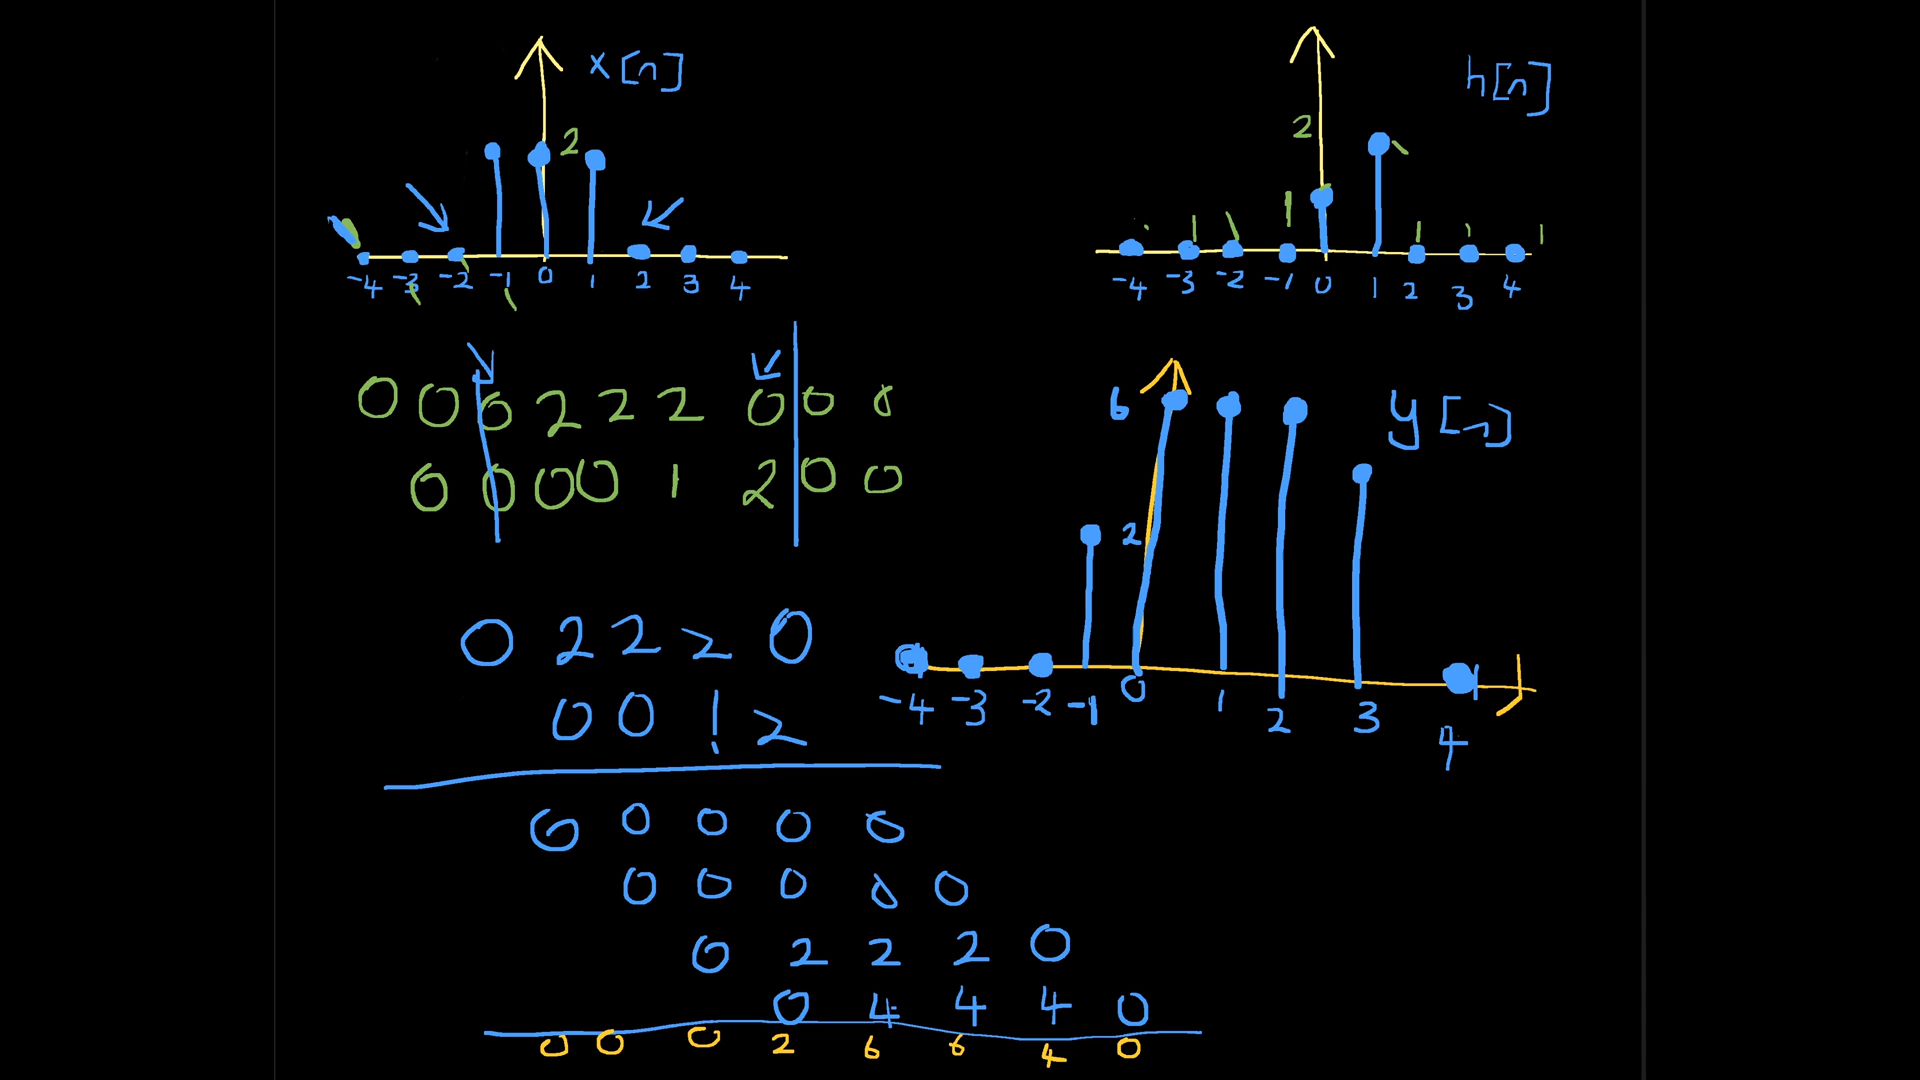 x[n]
2
-4 -3 -2 -1 0 1 2 3 4
h[n]
2
-4 -3 -2 -1 0 1 2 3 4
0 0 0 2 2 2 0 0 0
0 0 0 0 1 2 0 0
0 2 2 2 0
0 0 1 2
0 0 0 0 0
0 0 0 0 0
0 2 2 2 0
0 4 4 4 0
0 0 0 2 6 6 4 0
y[n]
6
2
-4 -3 -2 -1 0 1 2 3 4